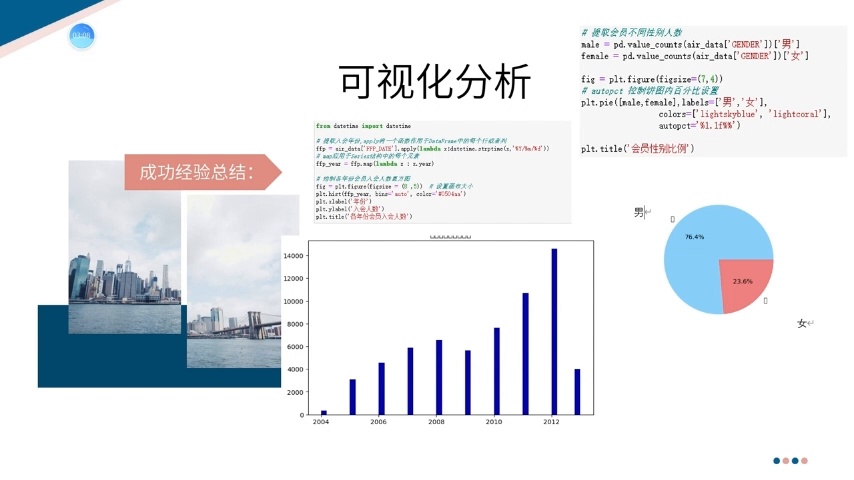 03:08
可视化分析
成功经验总结：
from datetime import datetime
# 提取入会年份,apply将一个函数作用于DataFrame中的每个行或者列
ffp = air_data['FFP_DATE'].apply(lambda x:datetime.strptime(x,'%Y/%m/%d'))
# map应用于Series结构中的每个元素
ffp_year = ffp.map(lambda x : x.year)
# 绘制各年份会员入会人数直方图
fig = plt.figure(figsize = (8 ,5))  # 设置画布大小
plt.hist(ffp_year, bins='auto', color='#0504aa')
plt.xlabel('年份')
plt.ylabel('入会人数')
plt.title('各年份会员入会人数')
14000
12000
10000
8000
6000
4000
2000
0
2004 2006 2008 2010 2012
# 提取会员不同性别人数
male = pd.value_counts(air_data['GENDER'])['男']
female = pd.value_counts(air_data['GENDER'])['女']
fig = plt.figure(figsize=(7,4))
# autopct 控制饼图内百分比设置
plt.pie([male,female],labels=['男','女'],
colors=['lightskyblue', 'lightcoral'],
autopct='%1.1f%%')
plt.title('会员性别比例')
男
76.4%
23.6%
女